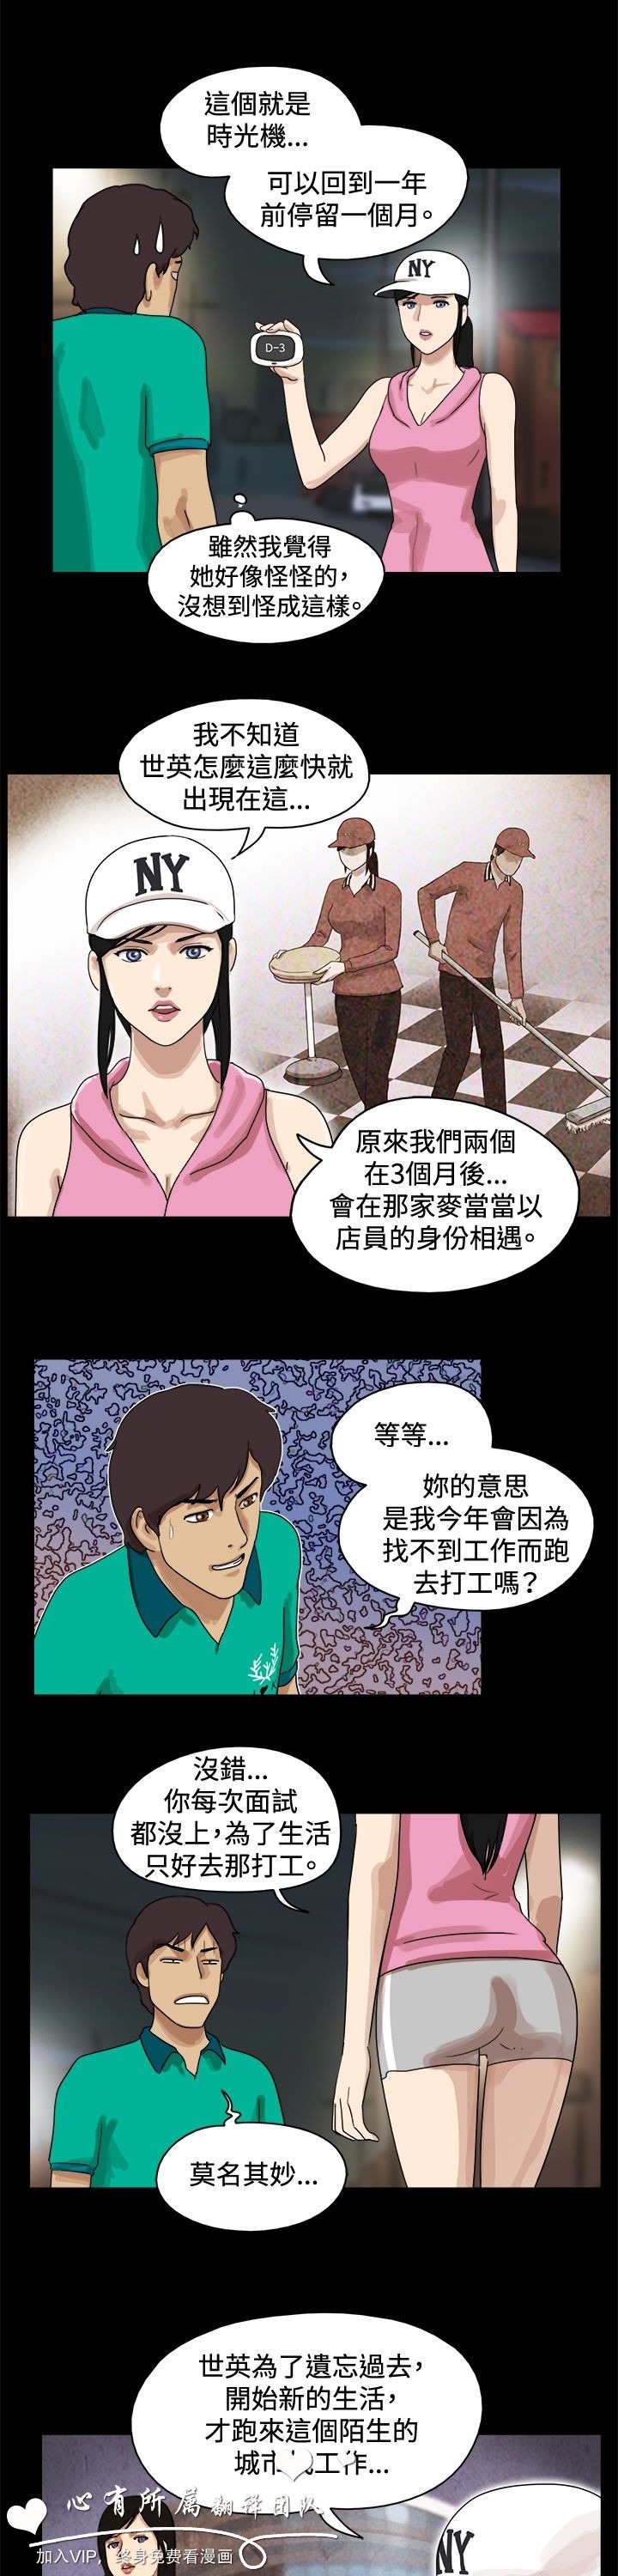 這個就是
時光機...
可以回到一年
前停留一個月。
NY
D-3
雖然我覺得
她好像怪怪的，
沒想到怪成這樣。
我不知道
世英怎麼這麼快就
出現在這...
NY
原來我們兩個
在3個月後...
會在那家麥當當以
店員的身份相遇。
等等...
妳的意思
是我今年會因為
找不到工作而跑
去打工嗎？
沒錯...
你每次面試
都沒上，為了生活
只好去那打工。
莫名其妙...
世英為了遺忘過去，
開始新的生活，
才跑來這個陌生的
城市 工作...
NY
心有所属翻译团队
加入VIP，终身免费看漫画